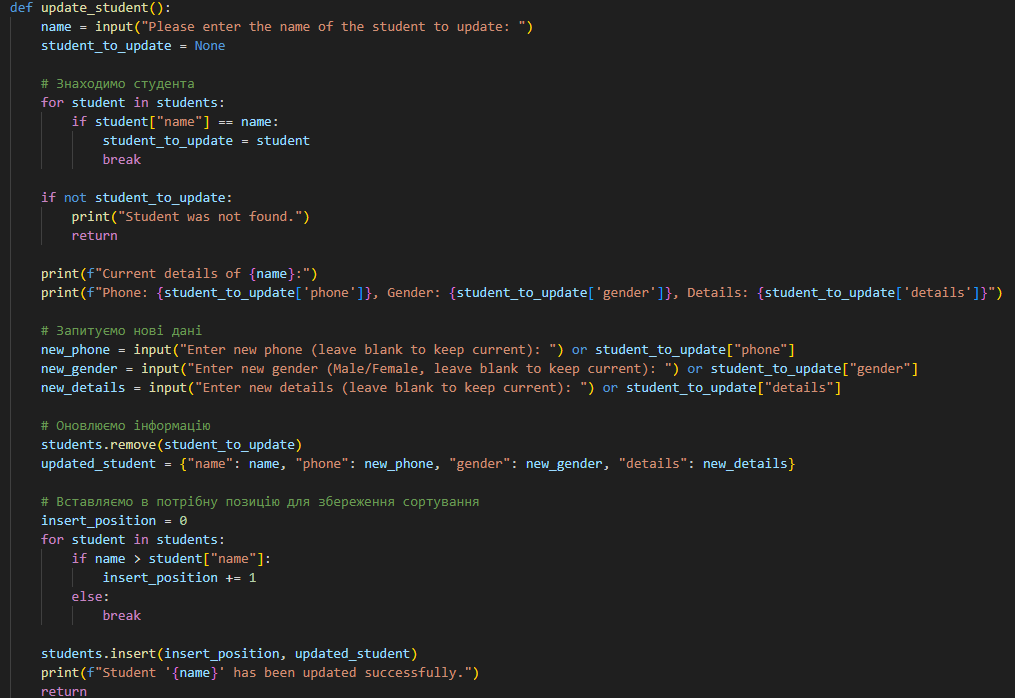 def update_student():
    name = input("Please enter the name of the student to update: ")
    student_to_update = None

    # Знаходимо студента
    for student in students:
        if student["name"] == name:
            student_to_update = student
            break

    if not student_to_update:
        print("Student was not found.")
        return

    print(f"Current details of {name}:")
    print(f"Phone: {student_to_update['phone']}, Gender: {student_to_update['gender']}, Details: {student_to_update['details']}")

    # Запитуємо нові дані
    new_phone = input("Enter new phone (leave blank to keep current): ") or student_to_update["phone"]
    new_gender = input("Enter new gender (Male/Female, leave blank to keep current): ") or student_to_update["gender"]
    new_details = input("Enter new details (leave blank to keep current): ") or student_to_update["details"]

    # Оновлюємо інформацію
    students.remove(student_to_update)
    updated_student = {"name": name, "phone": new_phone, "gender": new_gender, "details": new_details}

    # Вставляємо в потрібну позицію для збереження сортування
    insert_position = 0
    for student in students:
        if name > student["name"]:
            insert_position += 1
        else:
            break

    students.insert(insert_position, updated_student)
    print(f"Student '{name}' has been updated successfully.")
    return